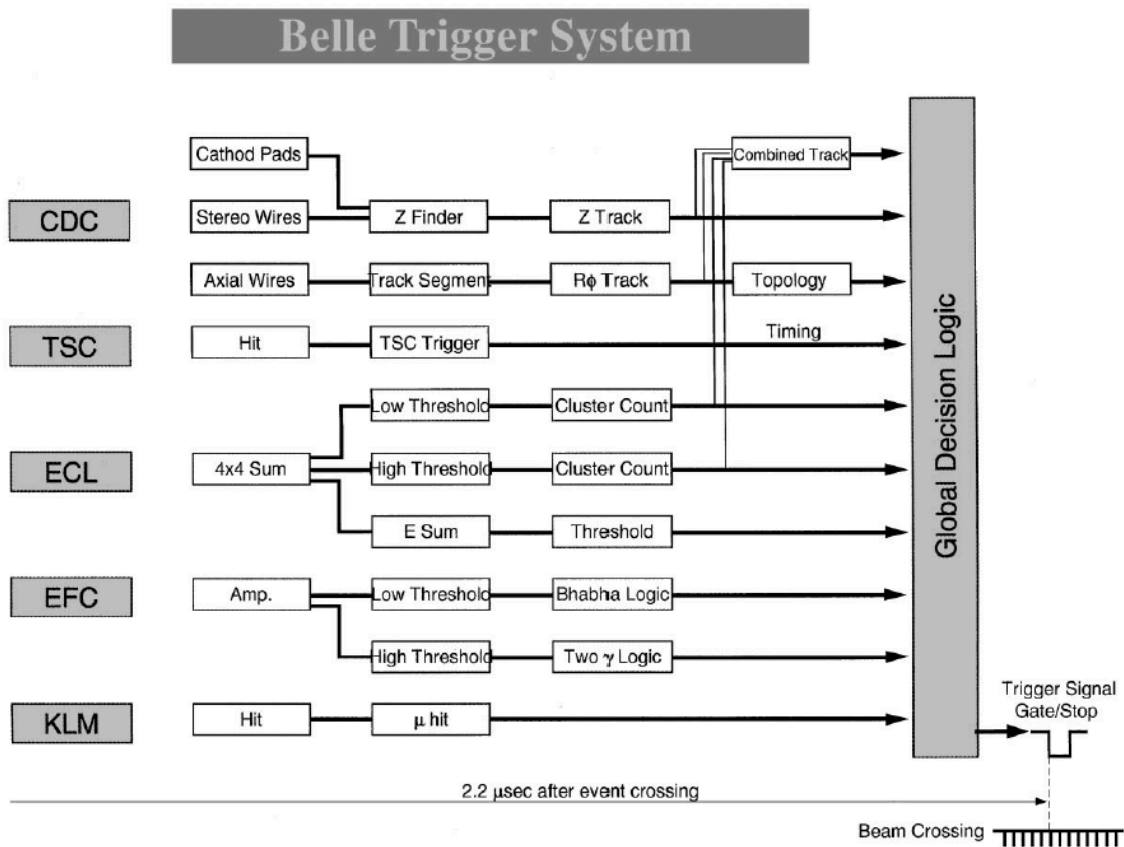 Belle Trigger System
Cathod Pads
Combined Track
CDC
Stereo Wires
Z Finder
Z Track
Axial Wires
Track Segment
Rϕ Track
Topology
TSC
Hit
TSC Trigger
Timing
Low Threshold
Cluster Count
ECL
4x4 Sum
High Threshold
Cluster Count
E Sum
Threshold
EFC
Amp.
Low Threshold
Bhabha Logic
High Threshold
Two γ Logic
KLM
Hit
μ hit
Global Decision Logic
Trigger Signal
Gate/Stop
2.2 μsec after event crossing
Beam Crossing